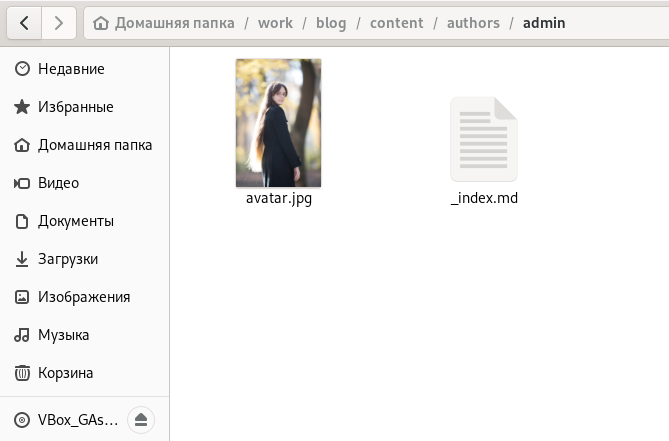 Домашняя папка / work / blog / content / authors / admin
Недавние
Избранные
Домашняя папка
Видео
Документы
Загрузки
Изображения
Музыка
Корзина
VBox_GAs…
avatar.jpg
_index.md